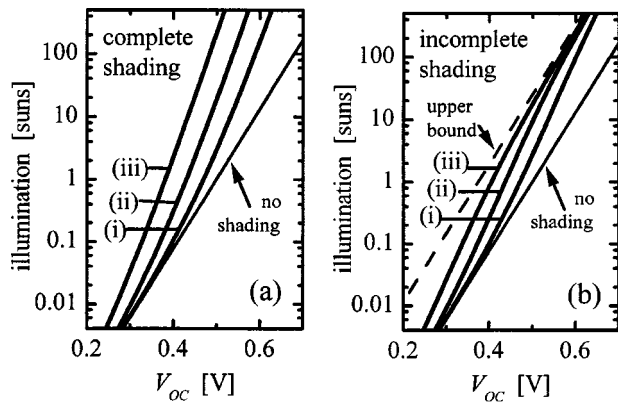 illumination [suns]
100
10
1
0.1
0.01
complete
shading
(iii)
(ii)
(i)
no
shading
(a)
0.2
0.4
0.6
V_OC [V]
illumination [suns]
100
10
1
0.1
0.01
incomplete
shading
upper
bound
(iii)
(ii)
(i)
no
shading
(b)
0.2
0.4
0.6
V_OC [V]